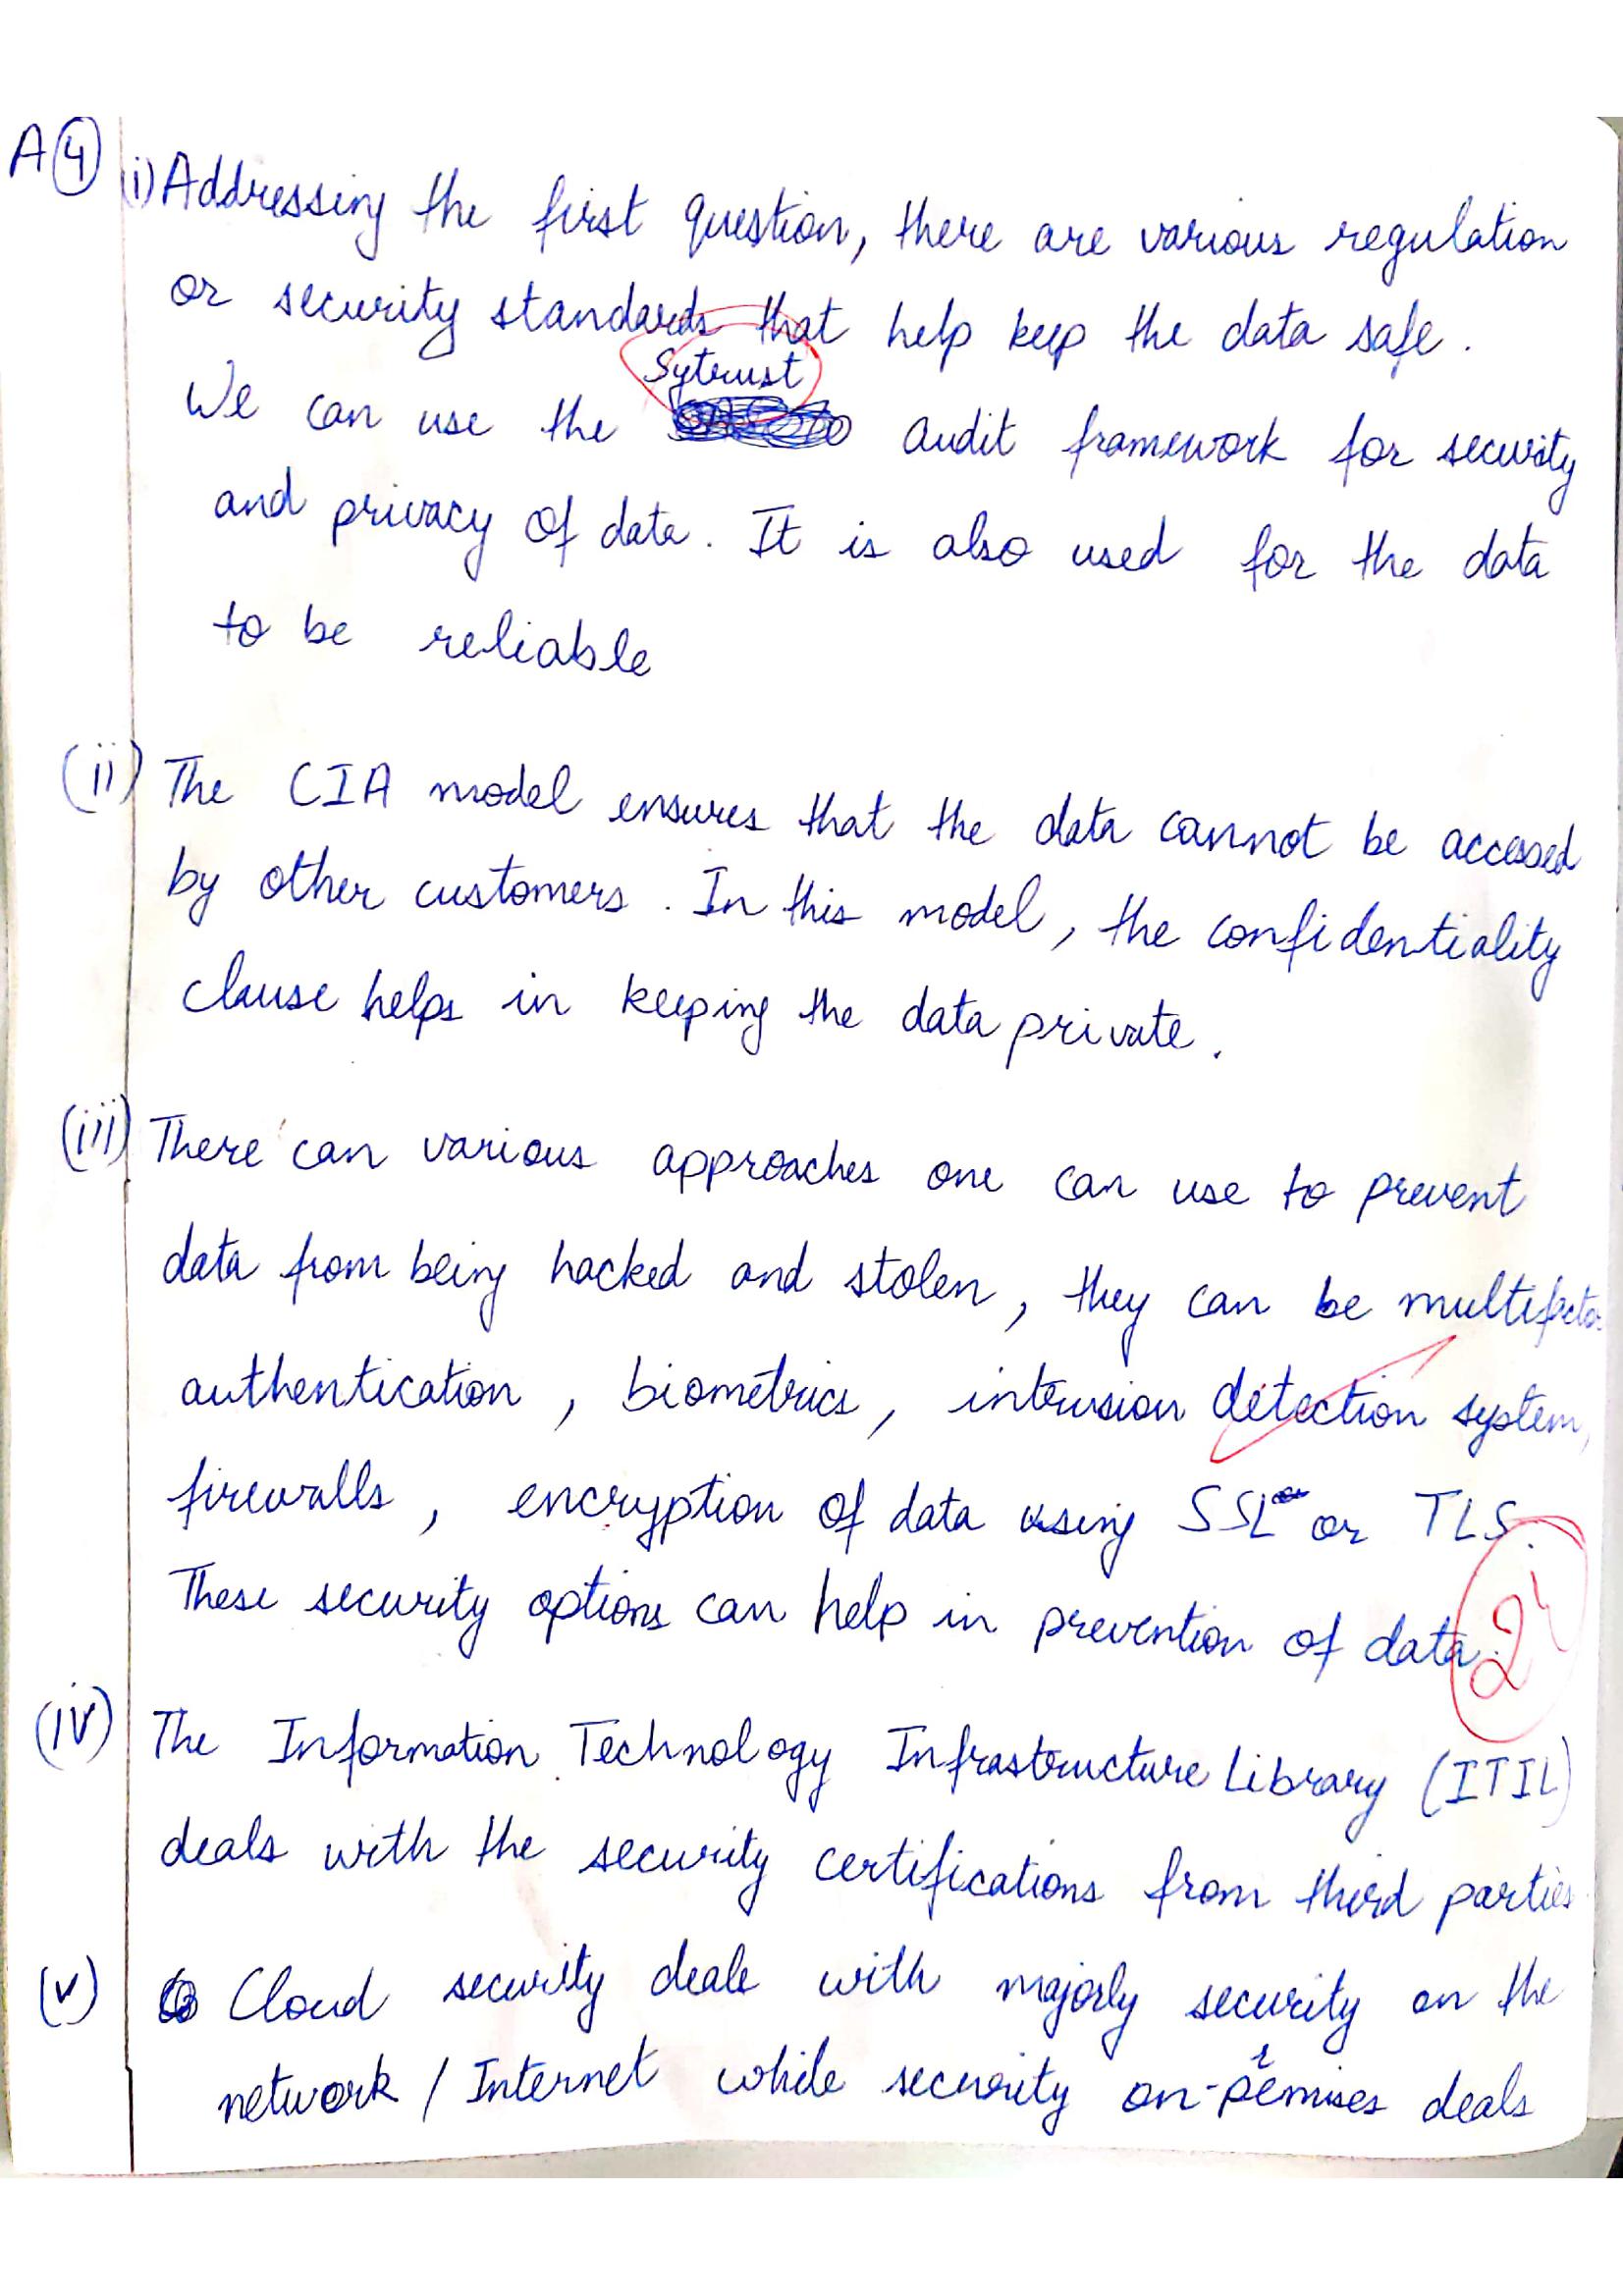 A4 (i) Addressing the first question, there are various regulation
or security standards that help keep the data safe.
Sytrust
We can use the audit framework for security
and privacy of data. It is also used for the data
to be reliable
(ii) The CIA model ensures that the data cannot be accessed
by other customers. In this model, the confidentiality
clause helps in keeping the data private.
(iii) There can various approaches one can use to prevent
data from being hacked and stolen, they can be multifactor
authentication, biometrics, intrusion detection system,
firewalls, encryption of data using SSL or TLS.
These security options can help in prevention of data.
2
(iv) The Information Technology Infrastructure Library (ITIL)
deals with the security certifications from third parties
(v) Cloud security deals with majorly security on the
network / Internet while security on-premises deals